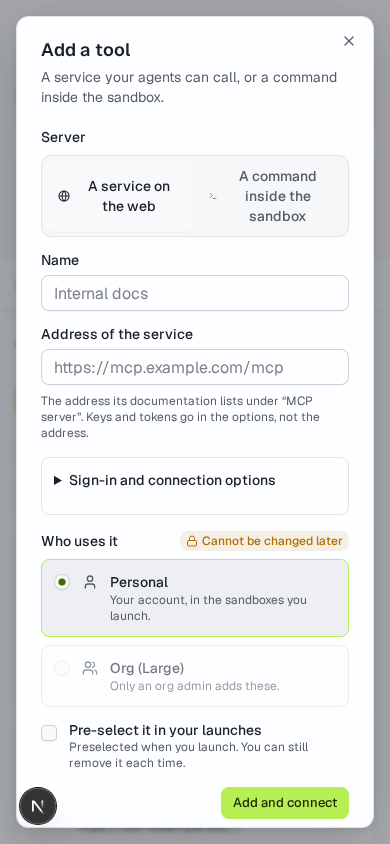 Add a tool
A service your agents can call, or a command
inside the sandbox.
Server
A service on
the web
A command
inside the
sandbox
Name
Internal docs
Address of the service
https://mcp.example.com/mcp
The address its documentation lists under “MCP
server”. Keys and tokens go in the options, not the
address.
Sign-in and connection options
Who uses it
Cannot be changed later
Personal
Your account, in the sandboxes you
launch.
Org (Large)
Only an org admin adds these.
Pre-select it in your launches
Preselected when you launch. You can still
remove it each time.
N
Add and connect